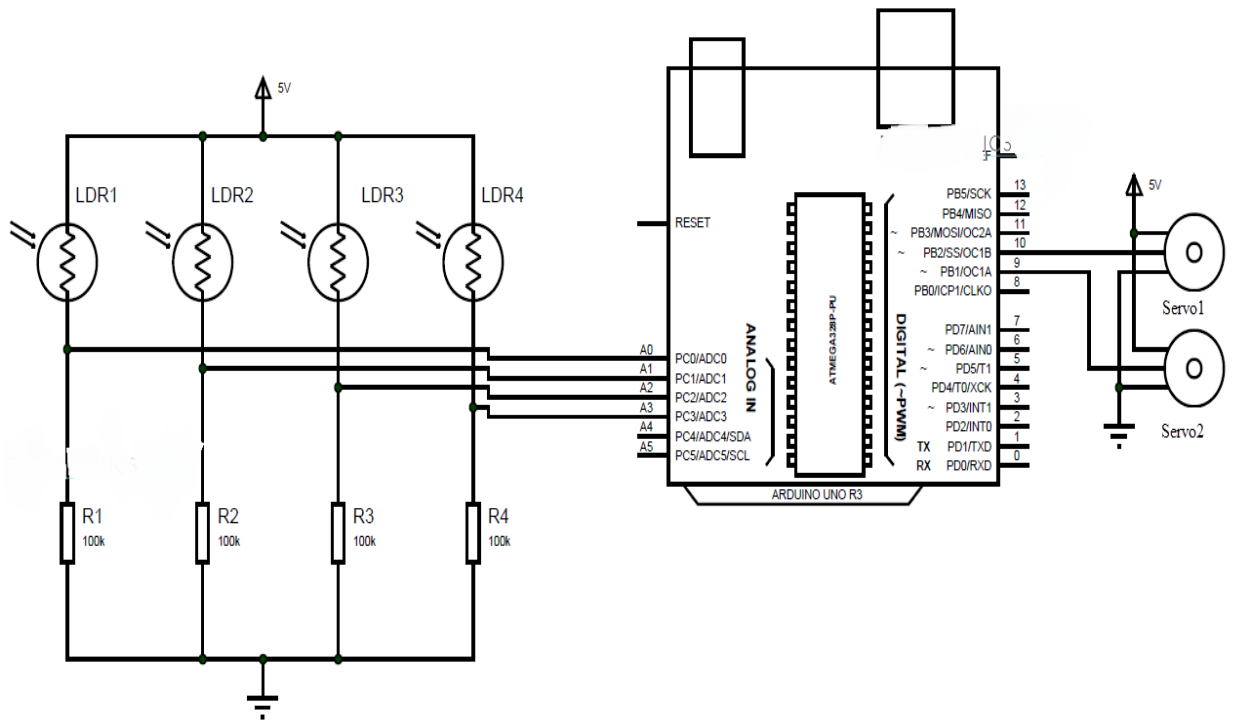 5V
LDR1
LDR2
LDR3
LDR4
R1
100k
R2
100k
R3
100k
R4
100k
RESET
A0 PC0/ADC0
A1 PC1/ADC1
A2 PC2/ADC2
A3 PC3/ADC3
A4 PC4/ADC4/SDA
A5 PC5/ADC5/SCL
ANALOG IN
ATMEGA328P-PU
DIGITAL (~PWM)
PB5/SCK 13
PB4/MISO 12
~ PB3/MOSI/OC2A 11
~ PB2/SS/OC1B 10
~ PB1/OC1A 9
PB0/ICP1/CLKO 8
PD7/AIN1 7
~ PD6/AIN0 6
~ PD5/T1 5
PD4/T0/XCK 4
~ PD3/INT1 3
PD2/INT0 2
TX PD1/TXD 1
RX PD0/RXD 0
ARDUINO UNO R3
5V
Servo1
Servo2